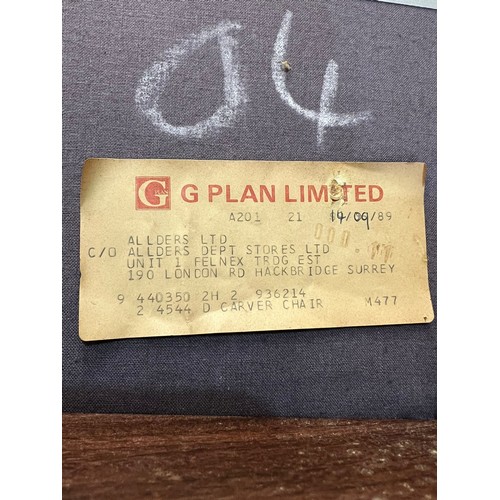 04
G PLAN
G PLAN LIMITED
A201 21 14/09/89
ALLDERS LTD
C/O ALLDERS DEPT STORES LTD
UNIT 1 FELNEX TRDG EST
190 LONDON RD HACKBRIDGE SURREY
9 440350 2H 2 936214
2 4544 D CARVER CHAIR M477